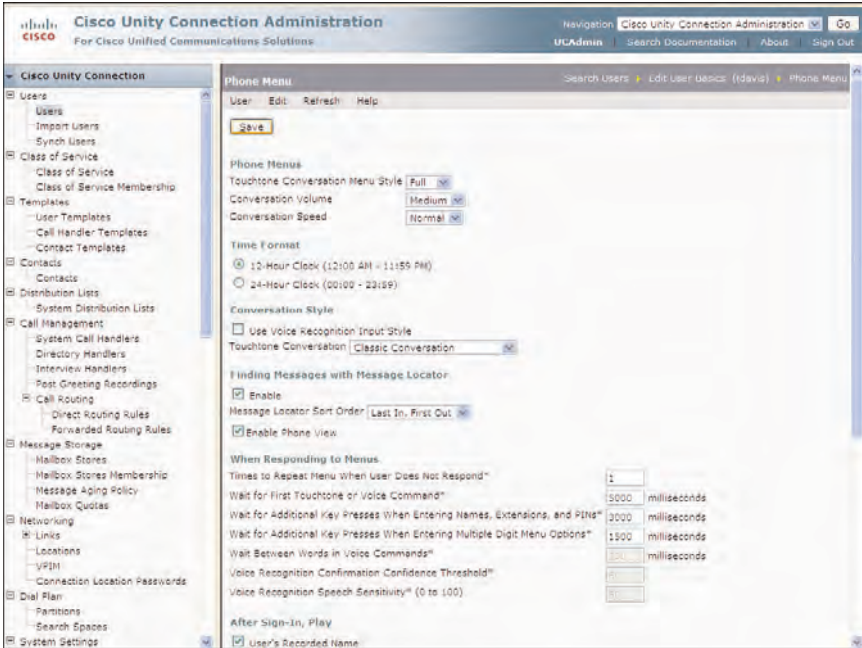 cisco
Cisco Unity Connection Administration
For Cisco Unified Communications Solutions
Navigation Cisco Unity Connection Administration Go
UCAdmin Search Documentation About Sign Out
Cisco Unity Connection
Users
Users
Import Users
Synch Users
Class of Service
Class of Service
Class of Service Membership
Templates
User Templates
Call Handler Templates
Contact Templates
Contacts
Contacts
Distribution Lists
System Distribution Lists
Call Management
System Call Handlers
Directory Handlers
Interview Handlers
Post Greeting Recordings
Call Routing
Direct Routing Rules
Forwarded Routing Rules
Message Storage
Mailbox Stores
Mailbox Stores Membership
Message Aging Policy
Mailbox Quotas
Networking
Links
Locations
VPIM
Connection Location Passwords
Dial Plan
Partitions
Search Spaces
System Settings
Phone Menu
Search Users Edit User Basics (tdavis) Phone Menu
User Edit Refresh Help
Save
Phone Menus
Touchtone Conversation Menu Style Full
Conversation Volume Medium
Conversation Speed Normal
Time Format
12-Hour Clock (12:00 AM - 11:59 PM)
24-Hour Clock (00:00 - 23:59)
Conversation Style
Use Voice Recognition Input Style
Touchtone Conversation Classic Conversation
Finding Messages with Message Locator
Enable
Message Locator Sort Order Last In, First Out
Enable Phone View
When Responding to Menus
Times to Repeat Menu When User Does Not Respond* 1
Wait for First Touchtone or Voice Command* 5000 milliseconds
Wait for Additional Key Presses When Entering Names, Extensions, and PINs* 3000 milliseconds
Wait for Additional Key Presses When Entering Multiple Digit Menu Options* 1500 milliseconds
Wait Between Words in Voice Commands* milliseconds
Voice Recognition Confirmation Confidence Threshold*
Voice Recognition Speech Sensitivity* (0 to 100)
After Sign-In, Play
User's Recorded Name